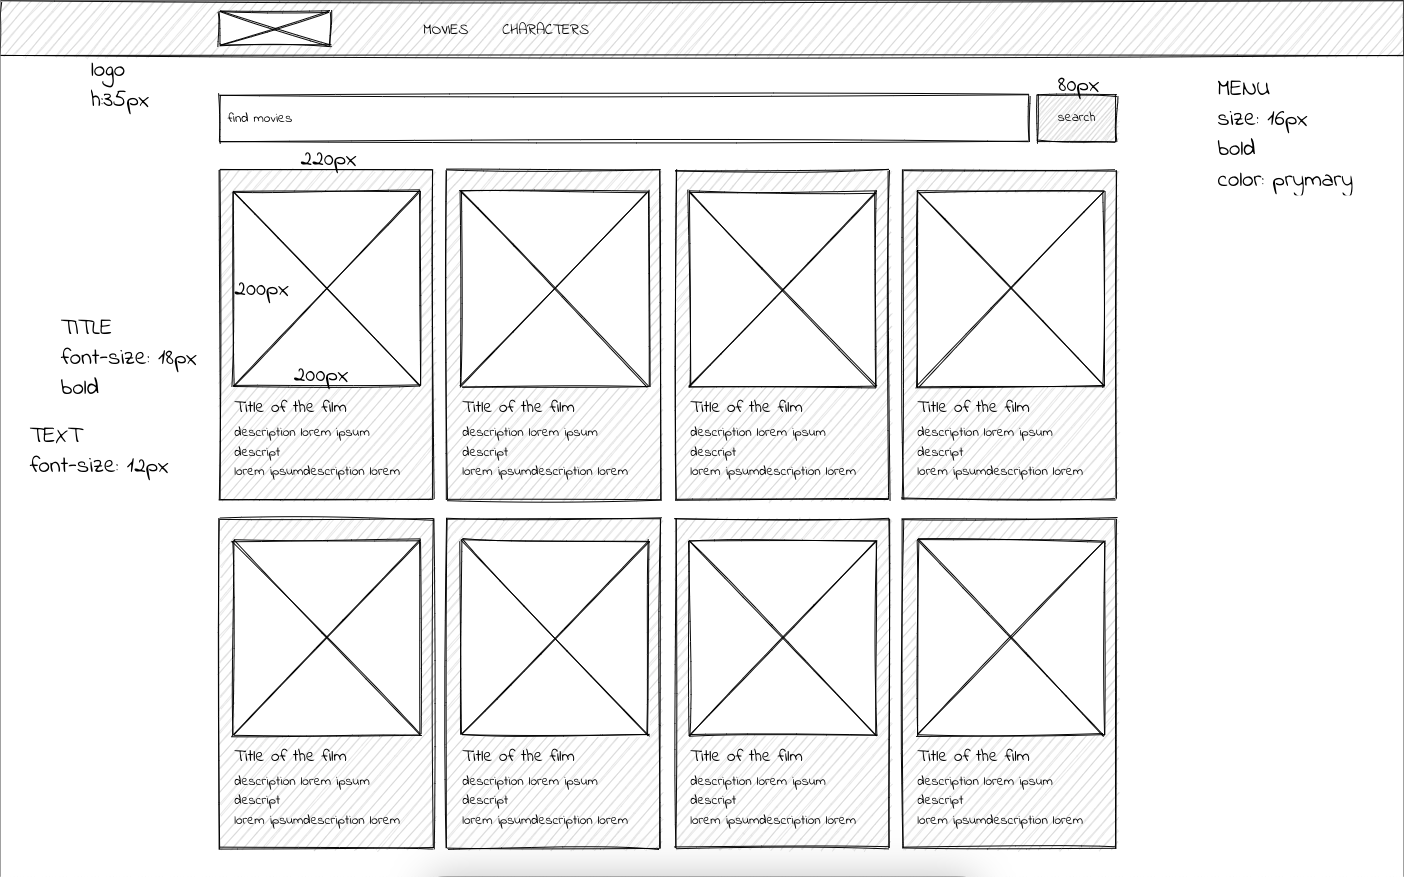 MOVIES CHARACTERS
logo
h:35px
80px
MENU
size: 16px
bold
color: prymary
find movies
search
220px
200px
200px
TITLE
font-size: 18px
bold
TEXT
font-size: 12px
Title of the film
description lorem ipsum
descript
lorem ipsumdescription lorem
Title of the film
description lorem ipsum
descript
lorem ipsumdescription lorem
Title of the film
description lorem ipsum
descript
lorem ipsumdescription lorem
Title of the film
description lorem ipsum
descript
lorem ipsumdescription lorem
Title of the film
description lorem ipsum
descript
lorem ipsumdescription lorem
Title of the film
description lorem ipsum
descript
lorem ipsumdescription lorem
Title of the film
description lorem ipsum
descript
lorem ipsumdescription lorem
Title of the film
description lorem ipsum
descript
lorem ipsumdescription lorem